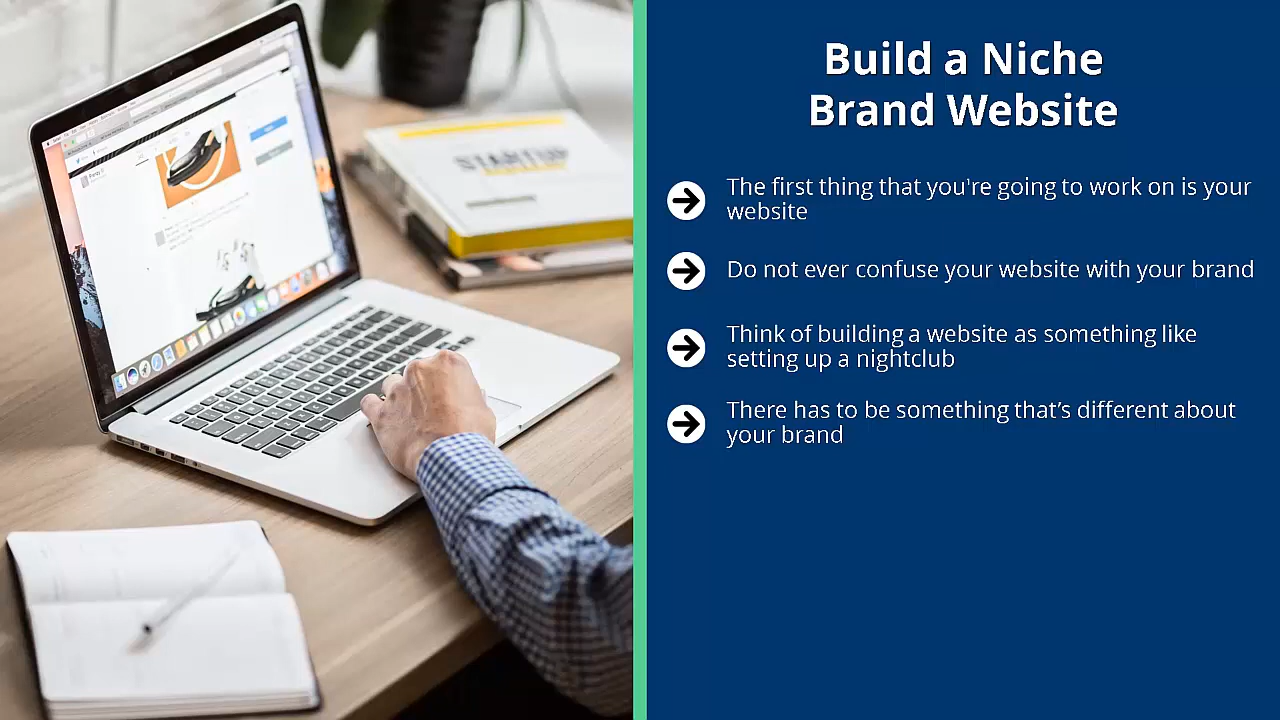 STARTUP
Build a Niche
Brand Website
The first thing that you're going to work on is your
website
Do not ever confuse your website with your brand
Think of building a website as something like
setting up a nightclub
There has to be something that’s different about
your brand